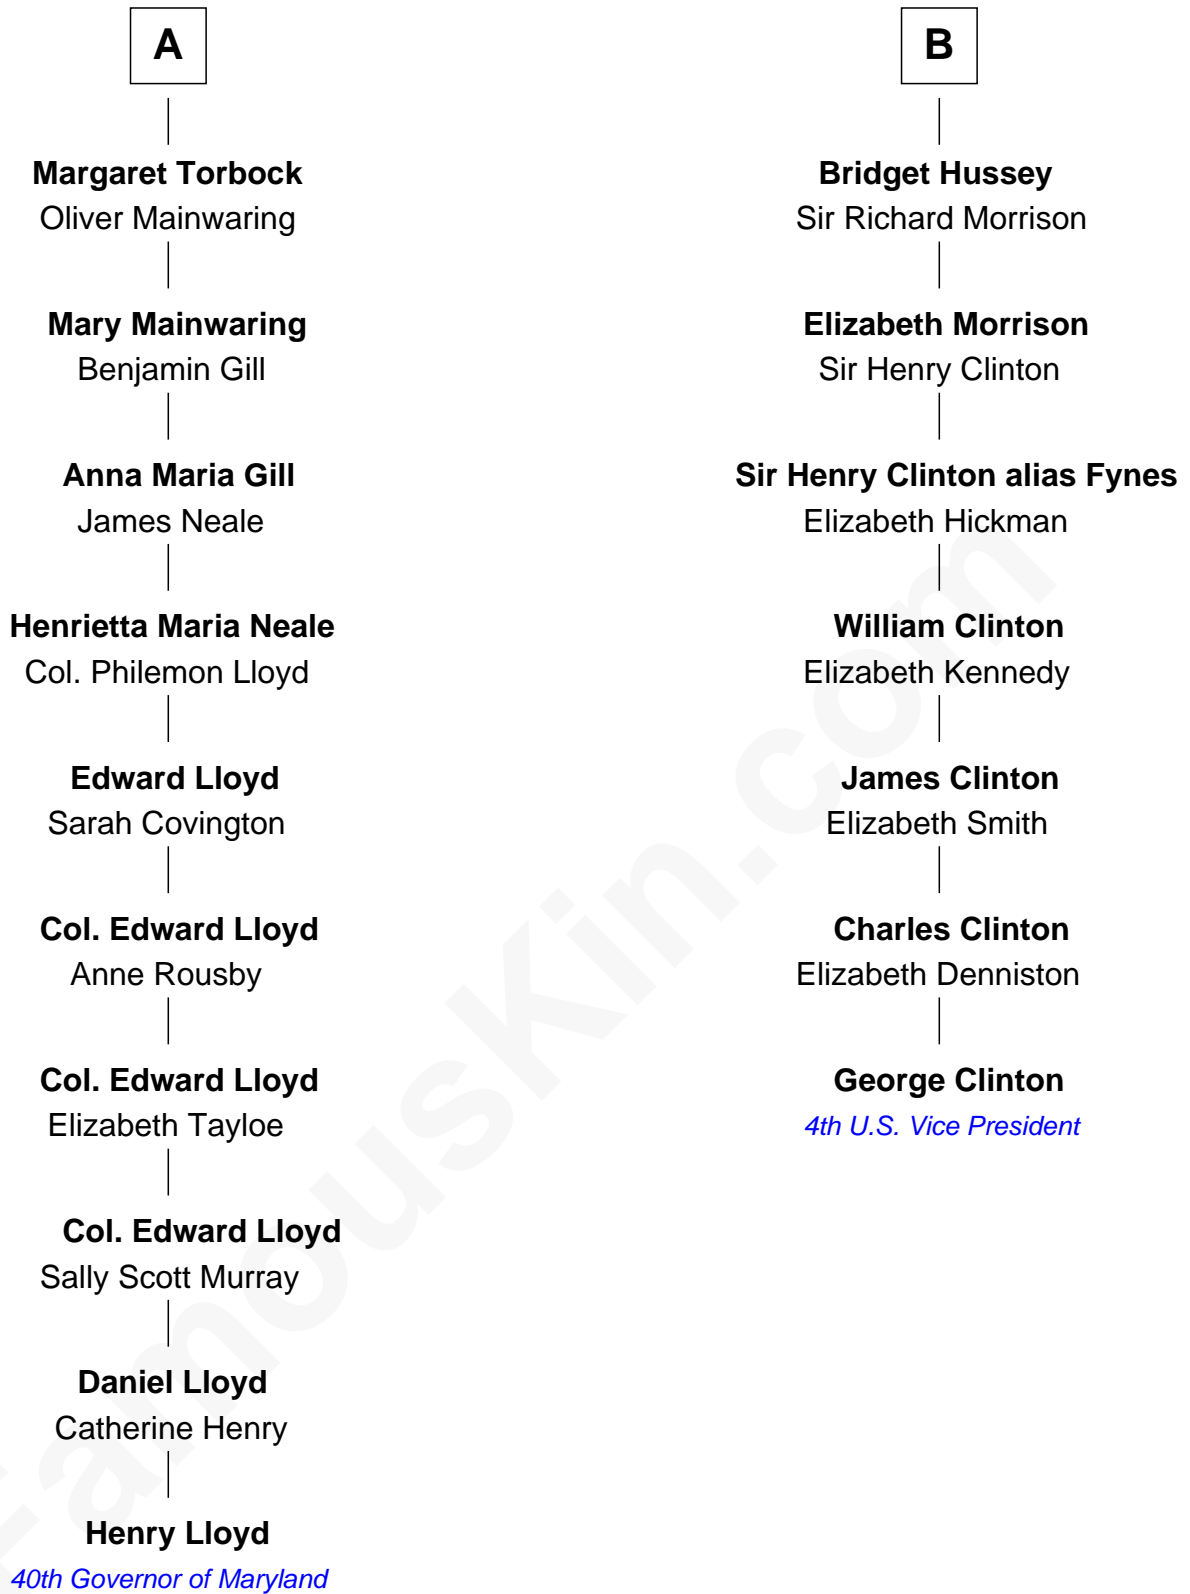 A
Margaret Torbock
Oliver Mainwaring
Mary Mainwaring
Benjamin Gill
Anna Maria Gill
James Neale
Henrietta Maria Neale
Col. Philemon Lloyd
Edward Lloyd
Sarah Covington
Col. Edward Lloyd
Anne Rousby
Col. Edward Lloyd
Elizabeth Tayloe
Col. Edward Lloyd
Sally Scott Murray
Daniel Lloyd
Catherine Henry
Henry Lloyd
40th Governor of Maryland
B
Bridget Hussey
Sir Richard Morrison
Elizabeth Morrison
Sir Henry Clinton
Sir Henry Clinton alias Fynes
Elizabeth Hickman
William Clinton
Elizabeth Kennedy
James Clinton
Elizabeth Smith
Charles Clinton
Elizabeth Denniston
George Clinton
4th U.S. Vice President
FamousKin.com